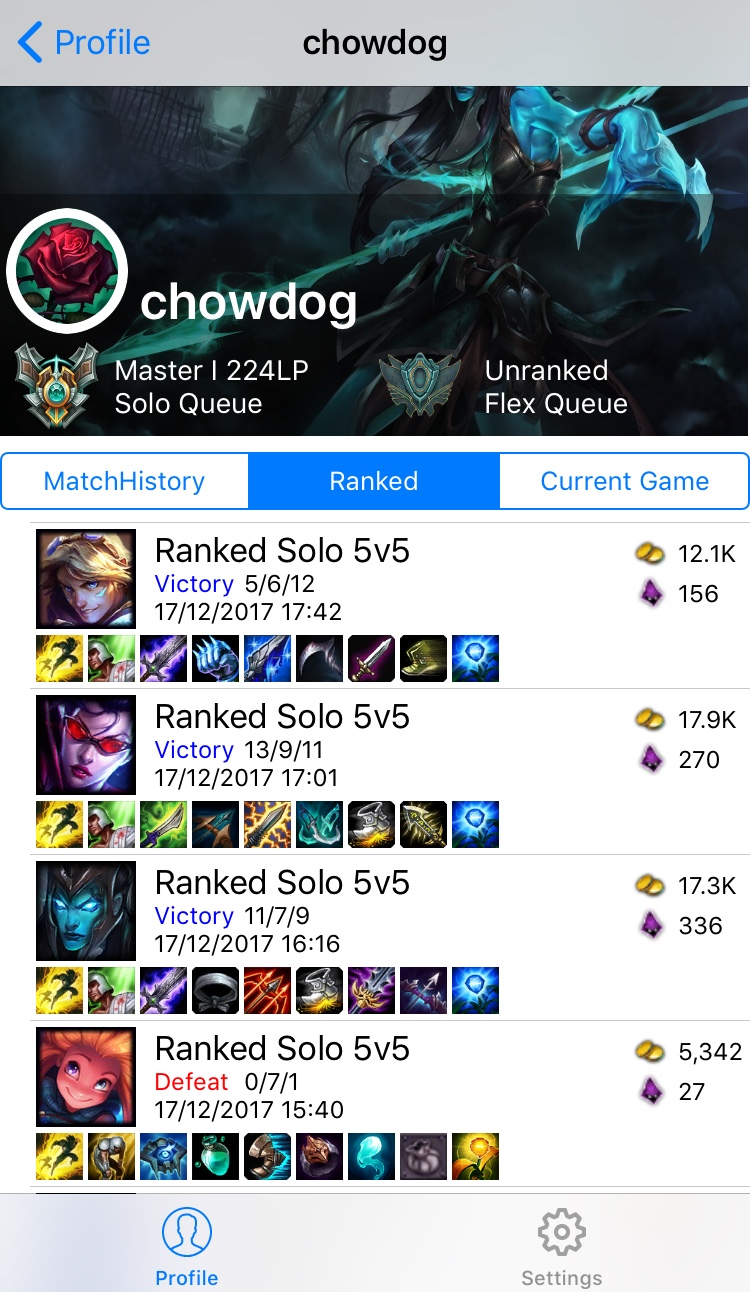 Profile
chowdog
chowdog
Master I 224LP
Solo Queue
Unranked
Flex Queue
MatchHistory
Ranked
Current Game
Ranked Solo 5v5
Victory 5/6/12
17/12/2017 17:42
12.1K
156
Ranked Solo 5v5
Victory 13/9/11
17/12/2017 17:01
17.9K
270
Ranked Solo 5v5
Victory 11/7/9
17/12/2017 16:16
17.3K
336
Ranked Solo 5v5
Defeat 0/7/1
17/12/2017 15:40
5,342
27
Profile
Settings